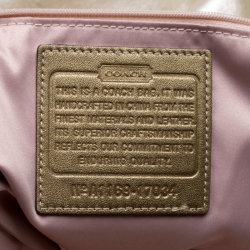 COACH
THIS IS A COACH BAG. IT WAS
HANDCRAFTED IN CHINA FROM THE
FINEST MATERIALS AND LEATHER.
ITS SUPERIOR CRAFTSMANSHIP
REFLECTS OUR COMMITMENT TO
ENDURING QUALITY.
Nº A1169-17034